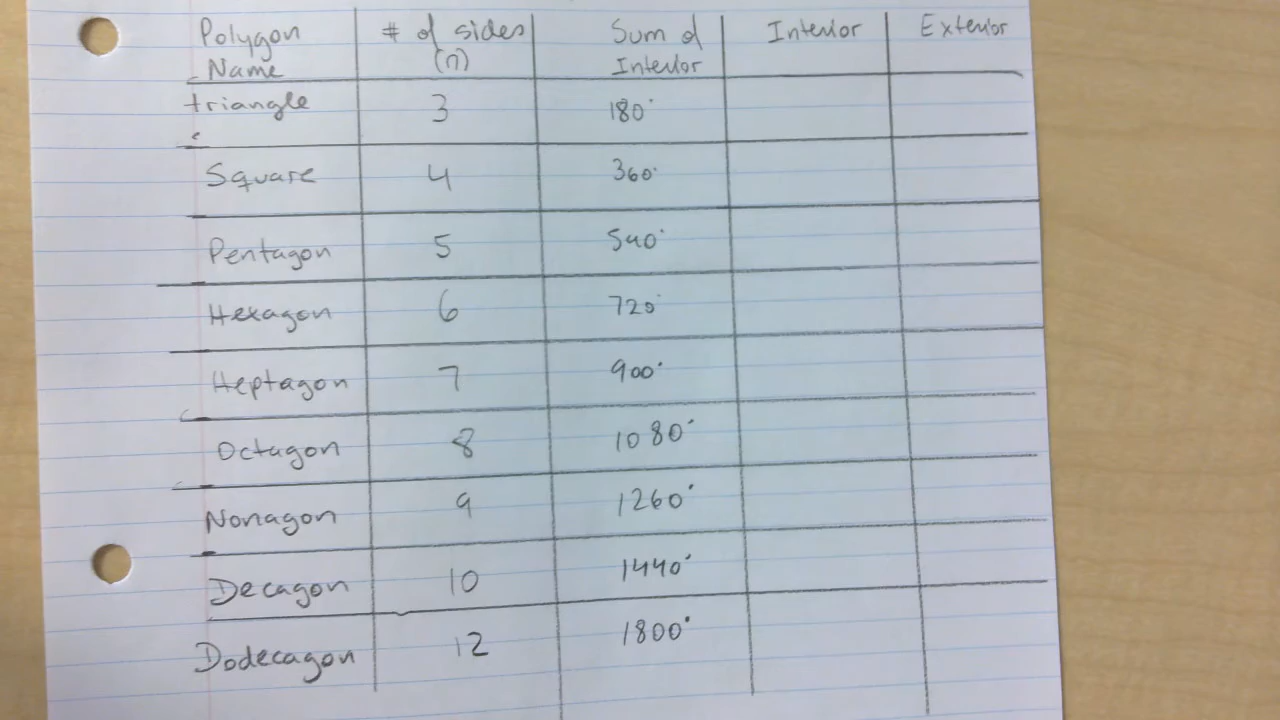 Polygon Name # of sides (n) Sum of Interior Interior Exterior
triangle 3 180°
Square 4 360°
Pentagon 5 540°
Hexagon 6 720°
Heptagon 7 900°
Octagon 8 1080°
Nonagon 9 1260°
Decagon 10 1440°
Dodecagon 12 1800°